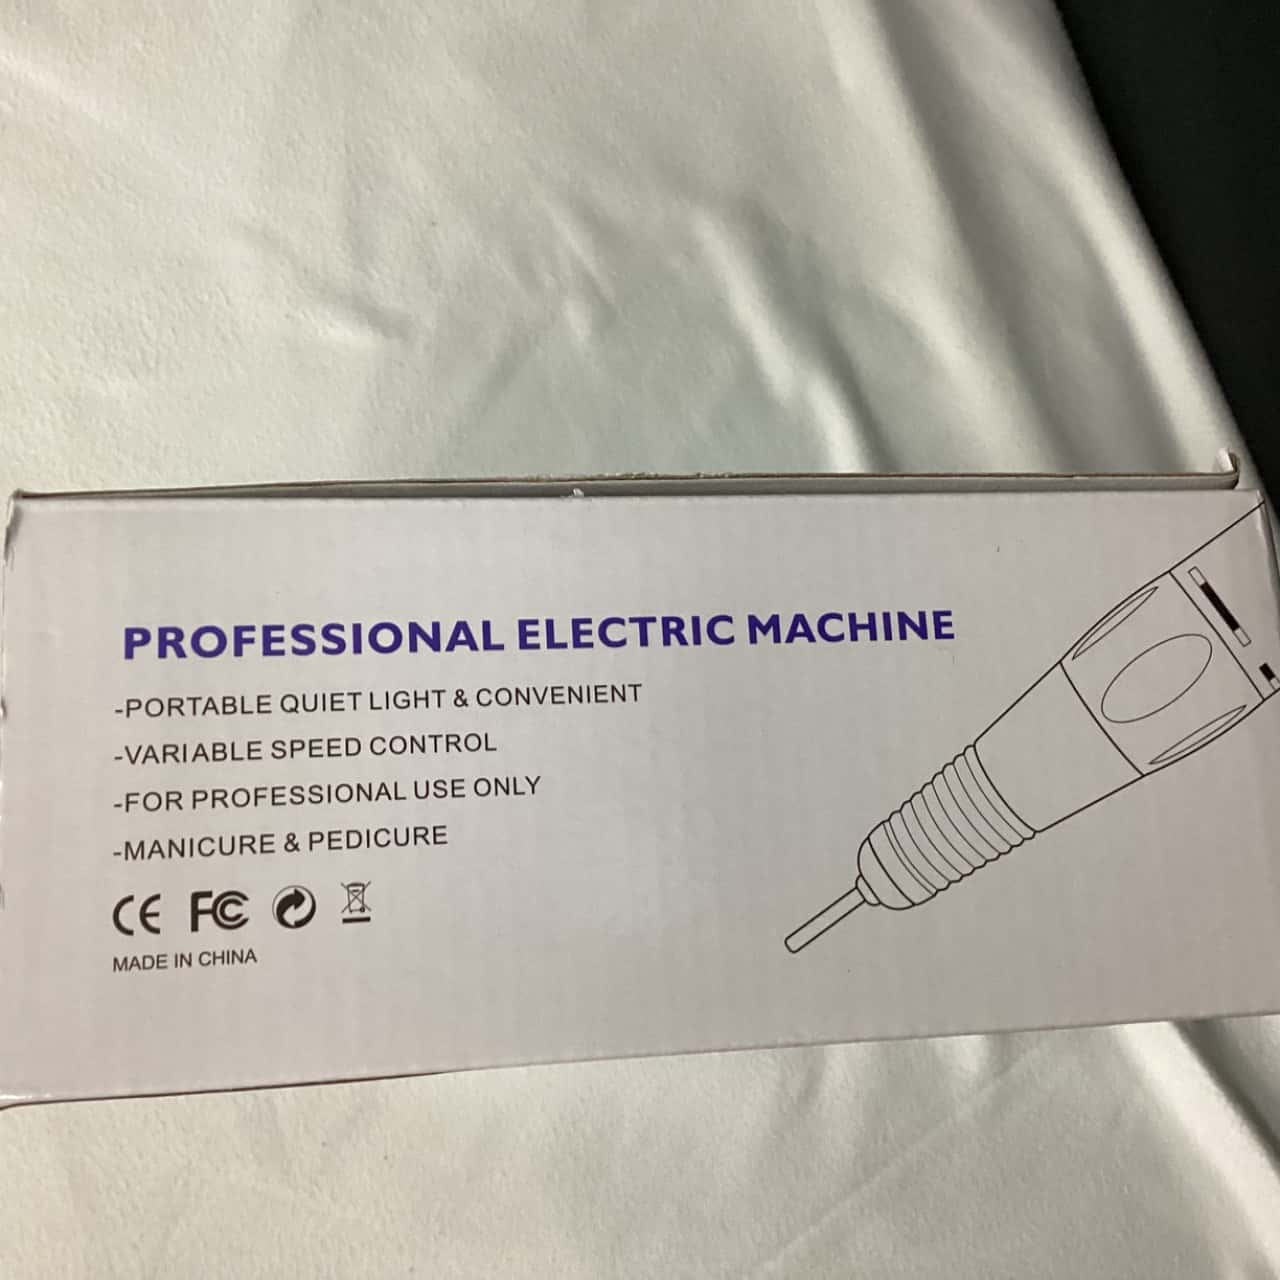 PROFESSIONAL ELECTRIC MACHINE
-PORTABLE QUIET LIGHT & CONVENIENT
-VARIABLE SPEED CONTROL
-FOR PROFESSIONAL USE ONLY
-MANICURE & PEDICURE
CE FC
MADE IN CHINA